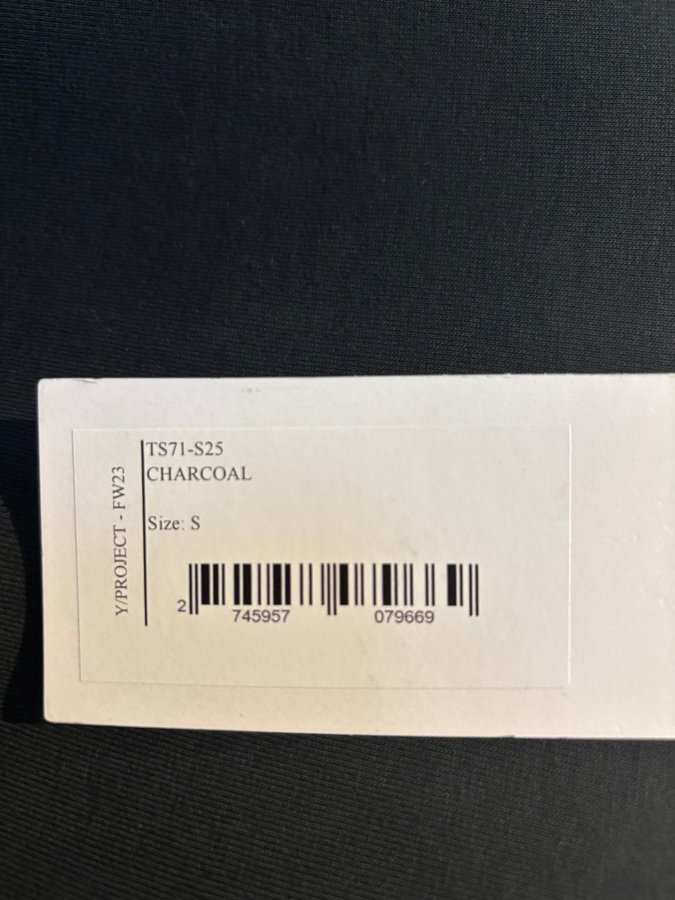 Y/PROJECT - FW23
TS71-S25
CHARCOAL
Size: S
2 745957 079669